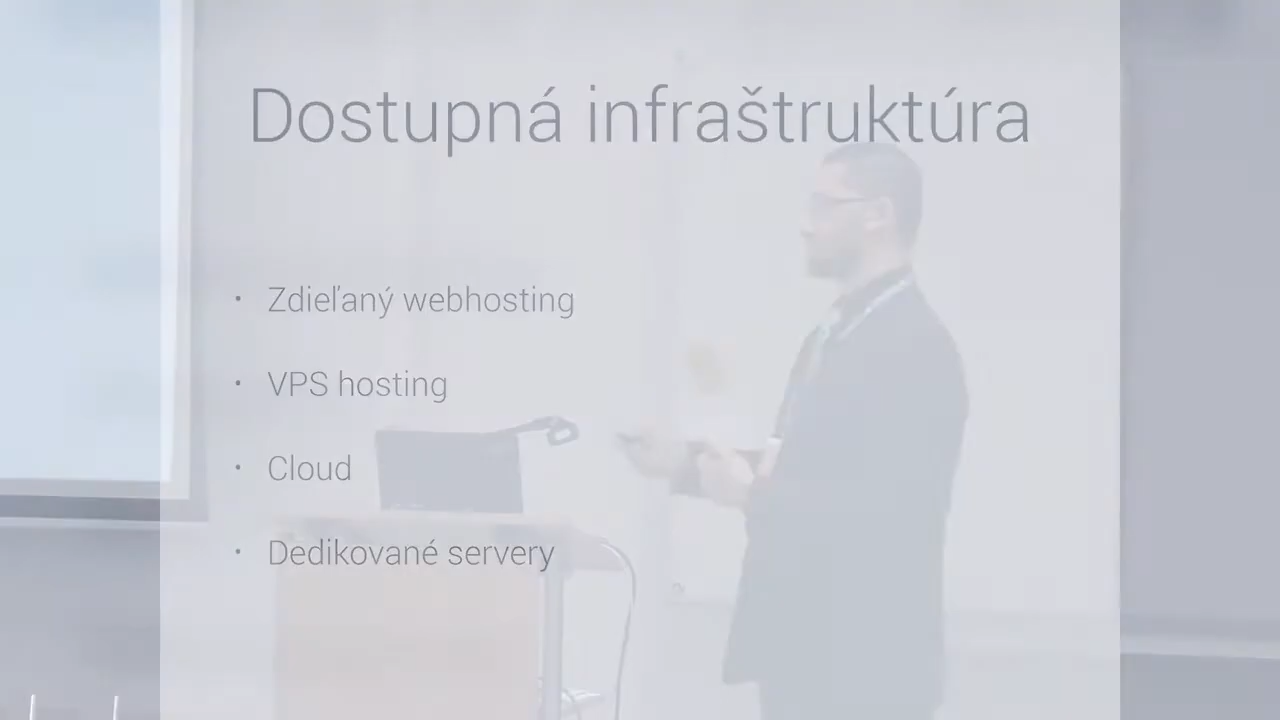 Dostupná infraštruktúra
• Zdieľaný webhosting
• VPS hosting
• Cloud
• Dedikované servery